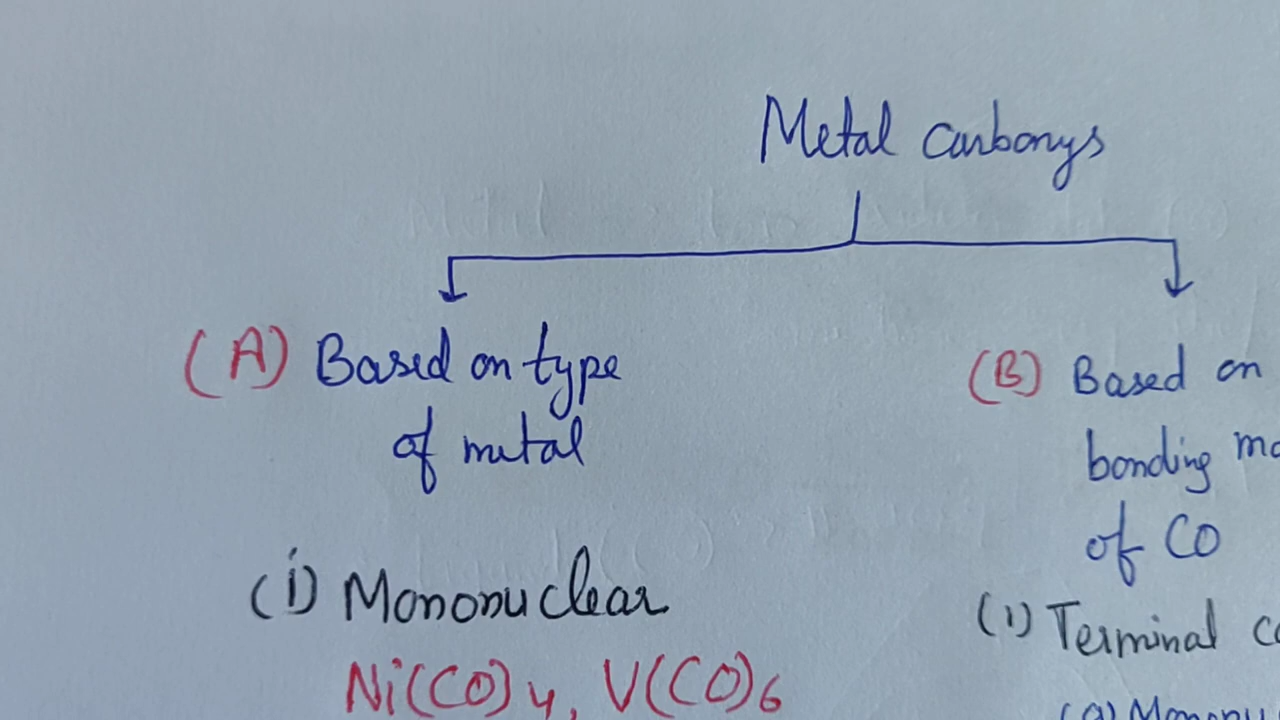 Metal carbonys
(A) Based on type
of metal
(i) Mononuclear
Ni(CO)4, V(CO)6
(B) Based on
bonding
of CO
(1) Terminal